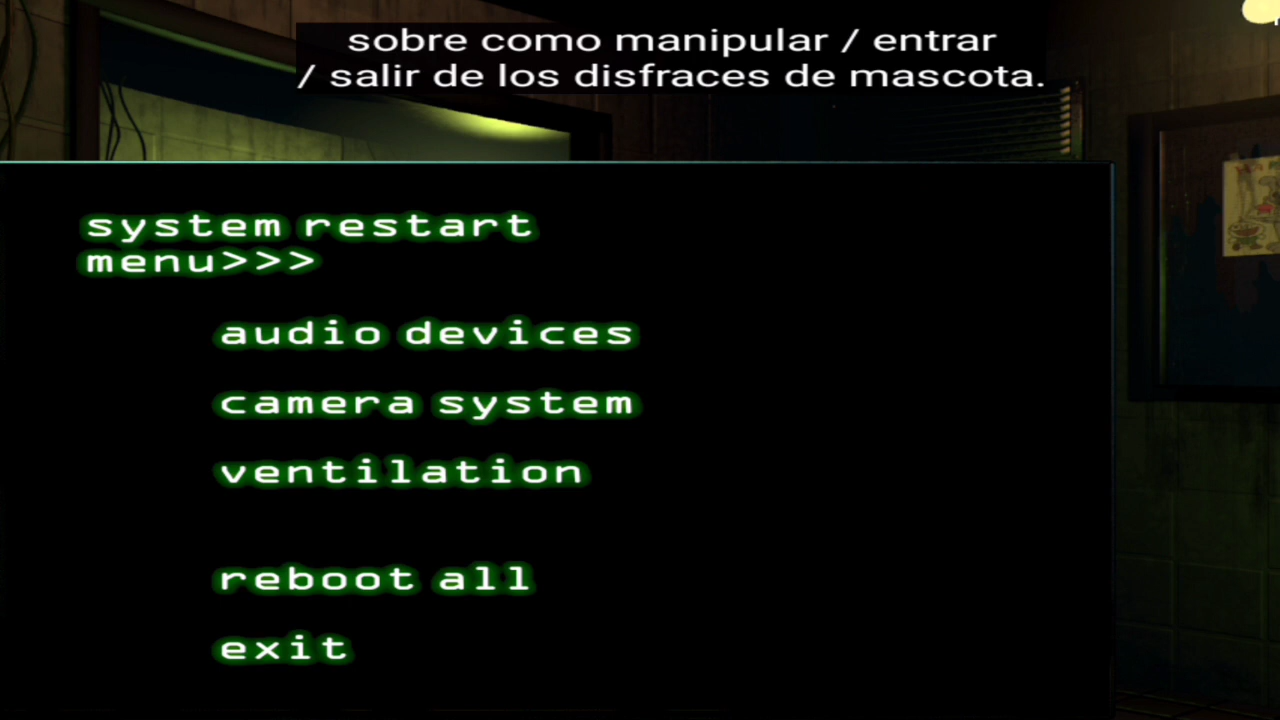 sobre como manipular / entrar
/ salir de los disfraces de mascota.
system restart
menu>>>
audio devices
camera system
ventilation
reboot all
exit